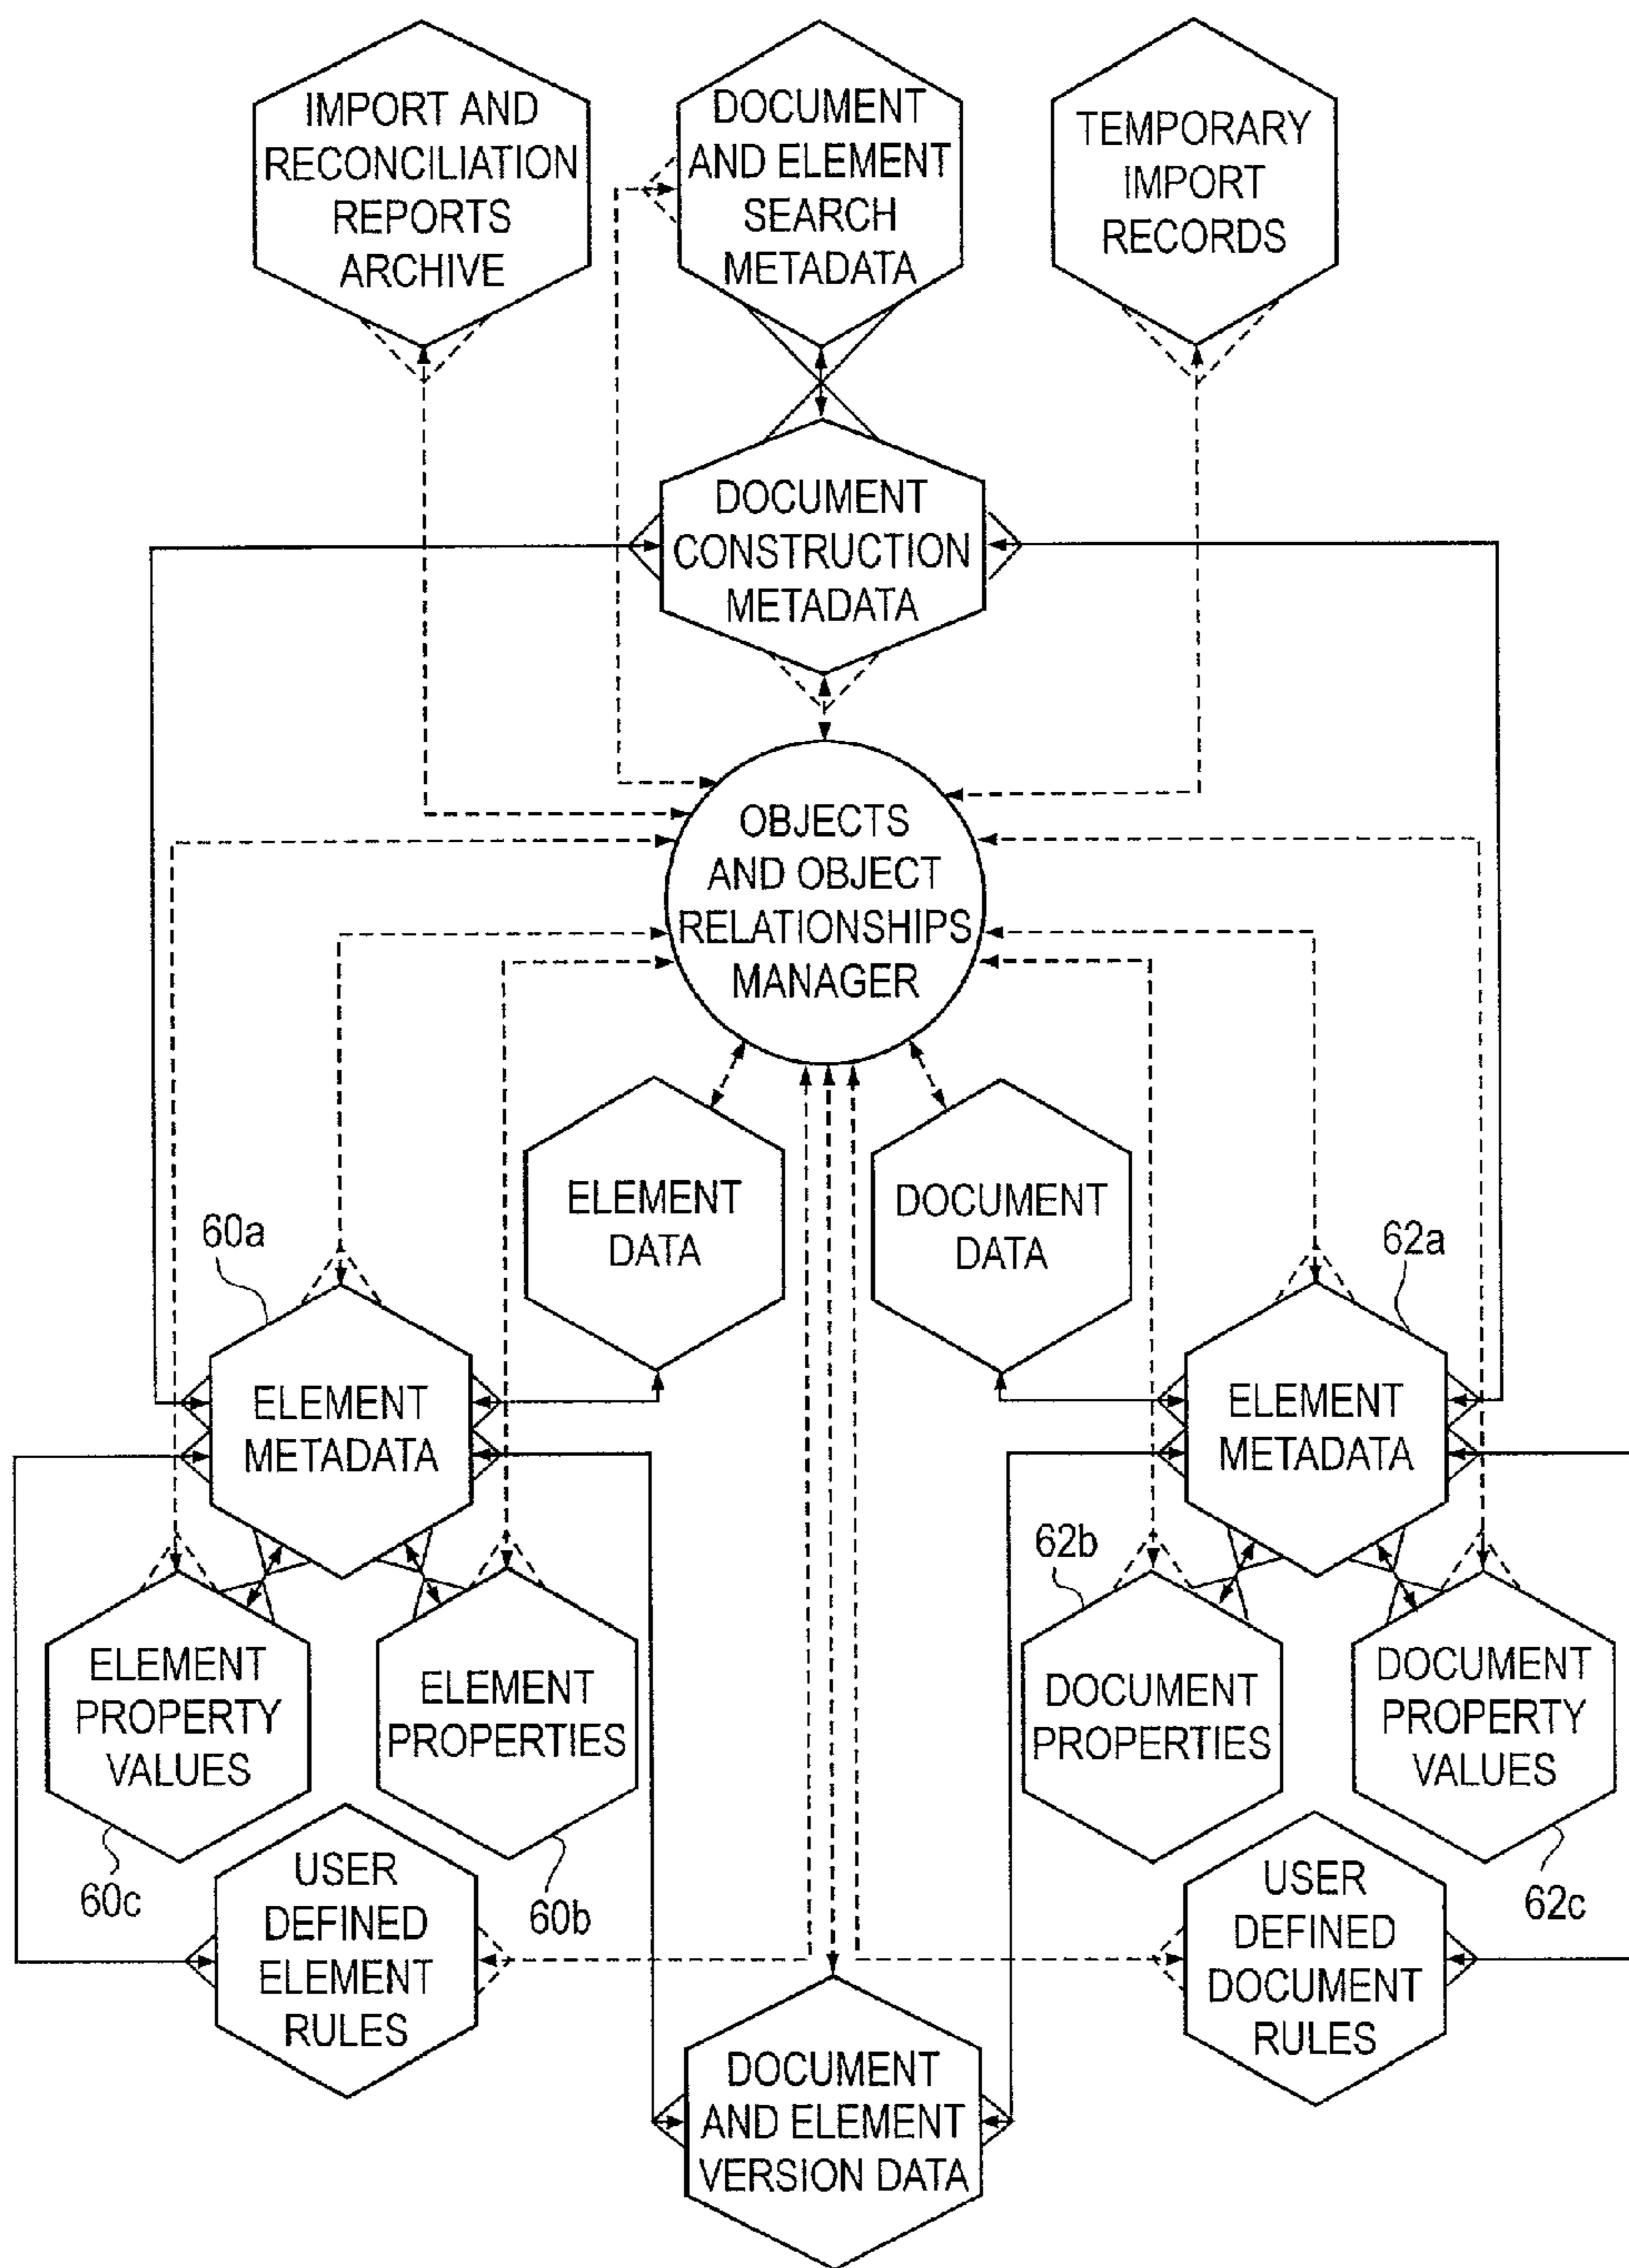 IMPORT AND
RECONCILIATION
REPORTS
ARCHIVE
DOCUMENT
AND ELEMENT
SEARCH
METADATA
TEMPORARY
IMPORT
RECORDS
DOCUMENT
CONSTRUCTION
METADATA
OBJECTS
AND OBJECT
RELATIONSHIPS
MANAGER
ELEMENT
DATA
DOCUMENT
DATA
60a
62a
ELEMENT
METADATA
ELEMENT
METADATA
62b
ELEMENT
PROPERTY
VALUES
ELEMENT
PROPERTIES
DOCUMENT
PROPERTIES
DOCUMENT
PROPERTY
VALUES
60c
USER
DEFINED
ELEMENT
RULES
60b
USER
DEFINED
DOCUMENT
RULES
62c
DOCUMENT
AND ELEMENT
VERSION DATA